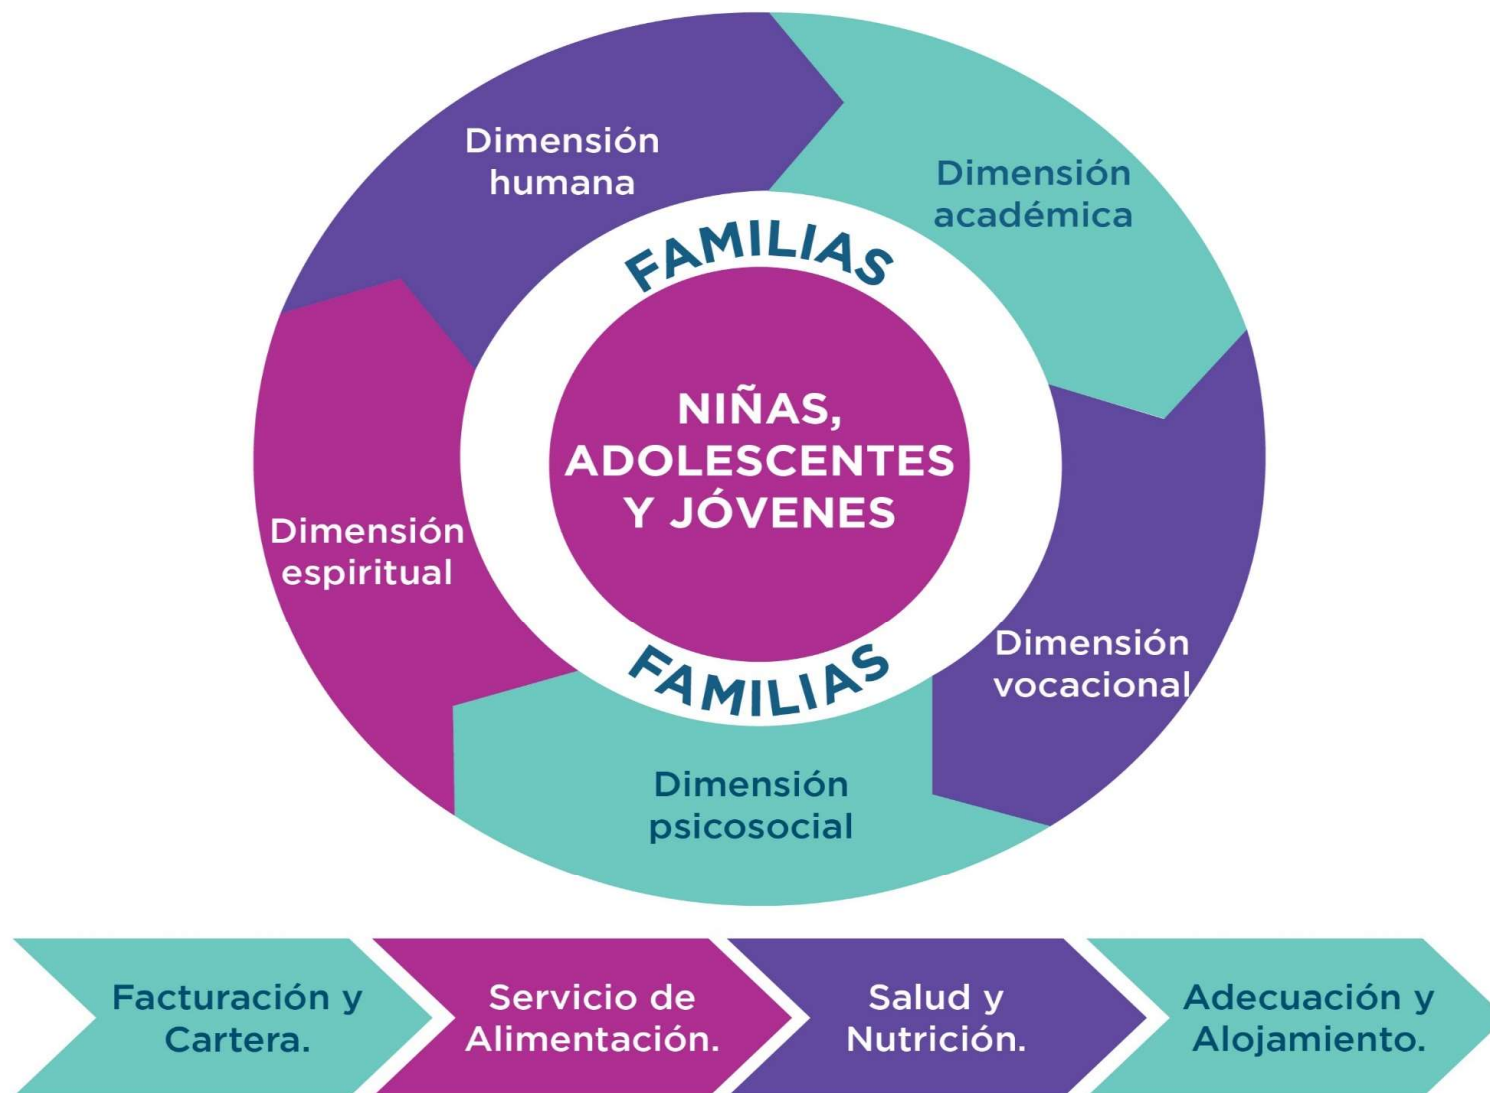 Dimensión
humana
Dimensión
académica
FAMILIAS
NIÑAS,
ADOLESCENTES
Y JÓVENES
Dimensión
espiritual
Dimensión
vocacional
FAMILIAS
Dimensión
psicosocial
Facturación y
Cartera.
Servicio de
Alimentación.
Salud y
Nutrición.
Adecuación y
Alojamiento.